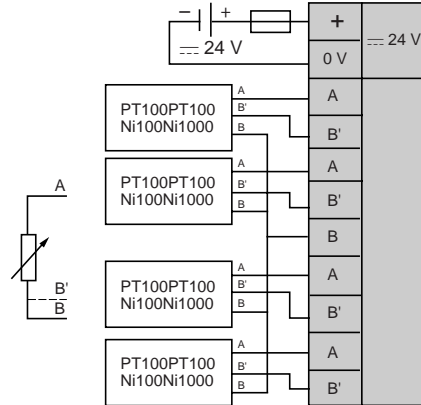 − +
⎓ 24 V
+
0 V
⎓ 24 V
PT100PT100
Ni100Ni1000
A
B'
B
A
B'
PT100PT100
Ni100Ni1000
A
B'
B
A
B'
B
A
B'
B
PT100PT100
Ni100Ni1000
A
B'
B
A
B'
PT100PT100
Ni100Ni1000
A
B'
B
A
B'